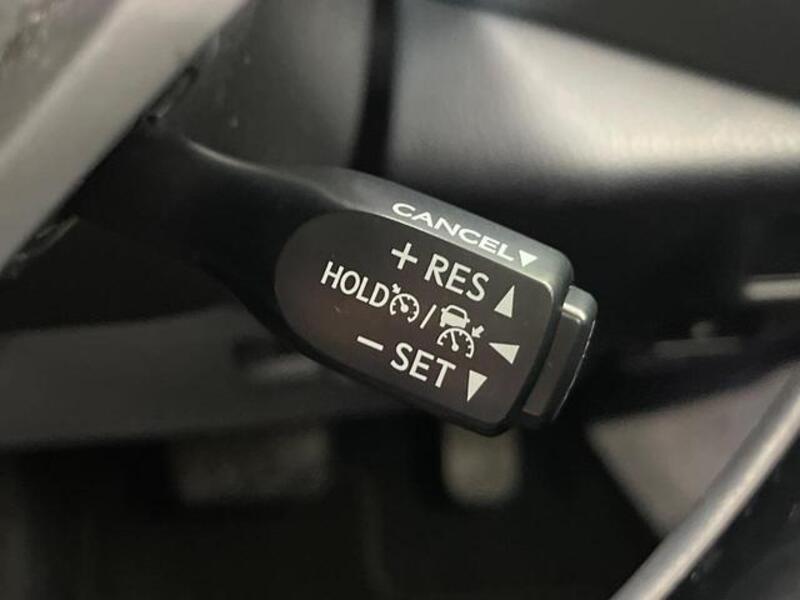 CANCEL▼
+ RES ▲
HOLD / ◀
− SET ▼